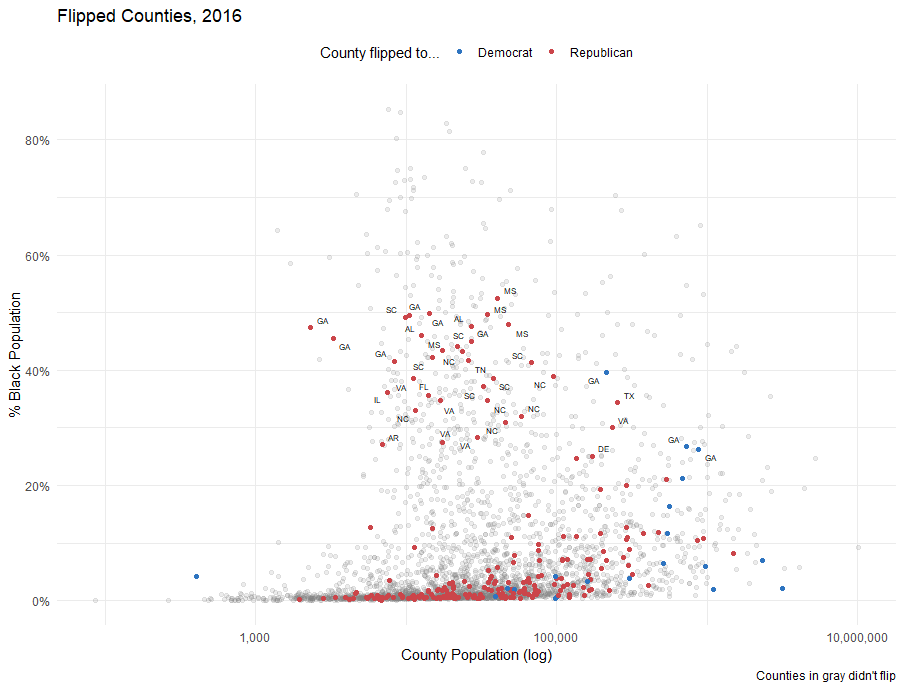 Flipped Counties, 2016
County flipped to... Democrat Republican
80%
60%
40%
20%
0%
% Black Population
MS
GA
SC
GA
MS
GA
AL
AL
GA
SC
MS
GA
MS
NC
SC
SC
TN
NC
GA
VA
FL
SC
SC
TX
IL
NC
VA
NC
NC
VA
AR
VA
VA
NC
DE
GA
GA
1,000
100,000
10,000,000
County Population (log)
Counties in gray didn't flip